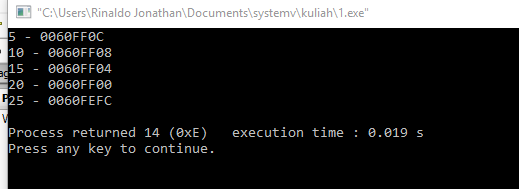 "C:\Users\Rinaldo Jonathan\Documents\systemv\kuliah\1.exe"
5 - 0060FF0C
10 - 0060FF08
15 - 0060FF04
20 - 0060FF00
25 - 0060FEFC
Process returned 14 (0xE)   execution time : 0.019 s
Press any key to continue.